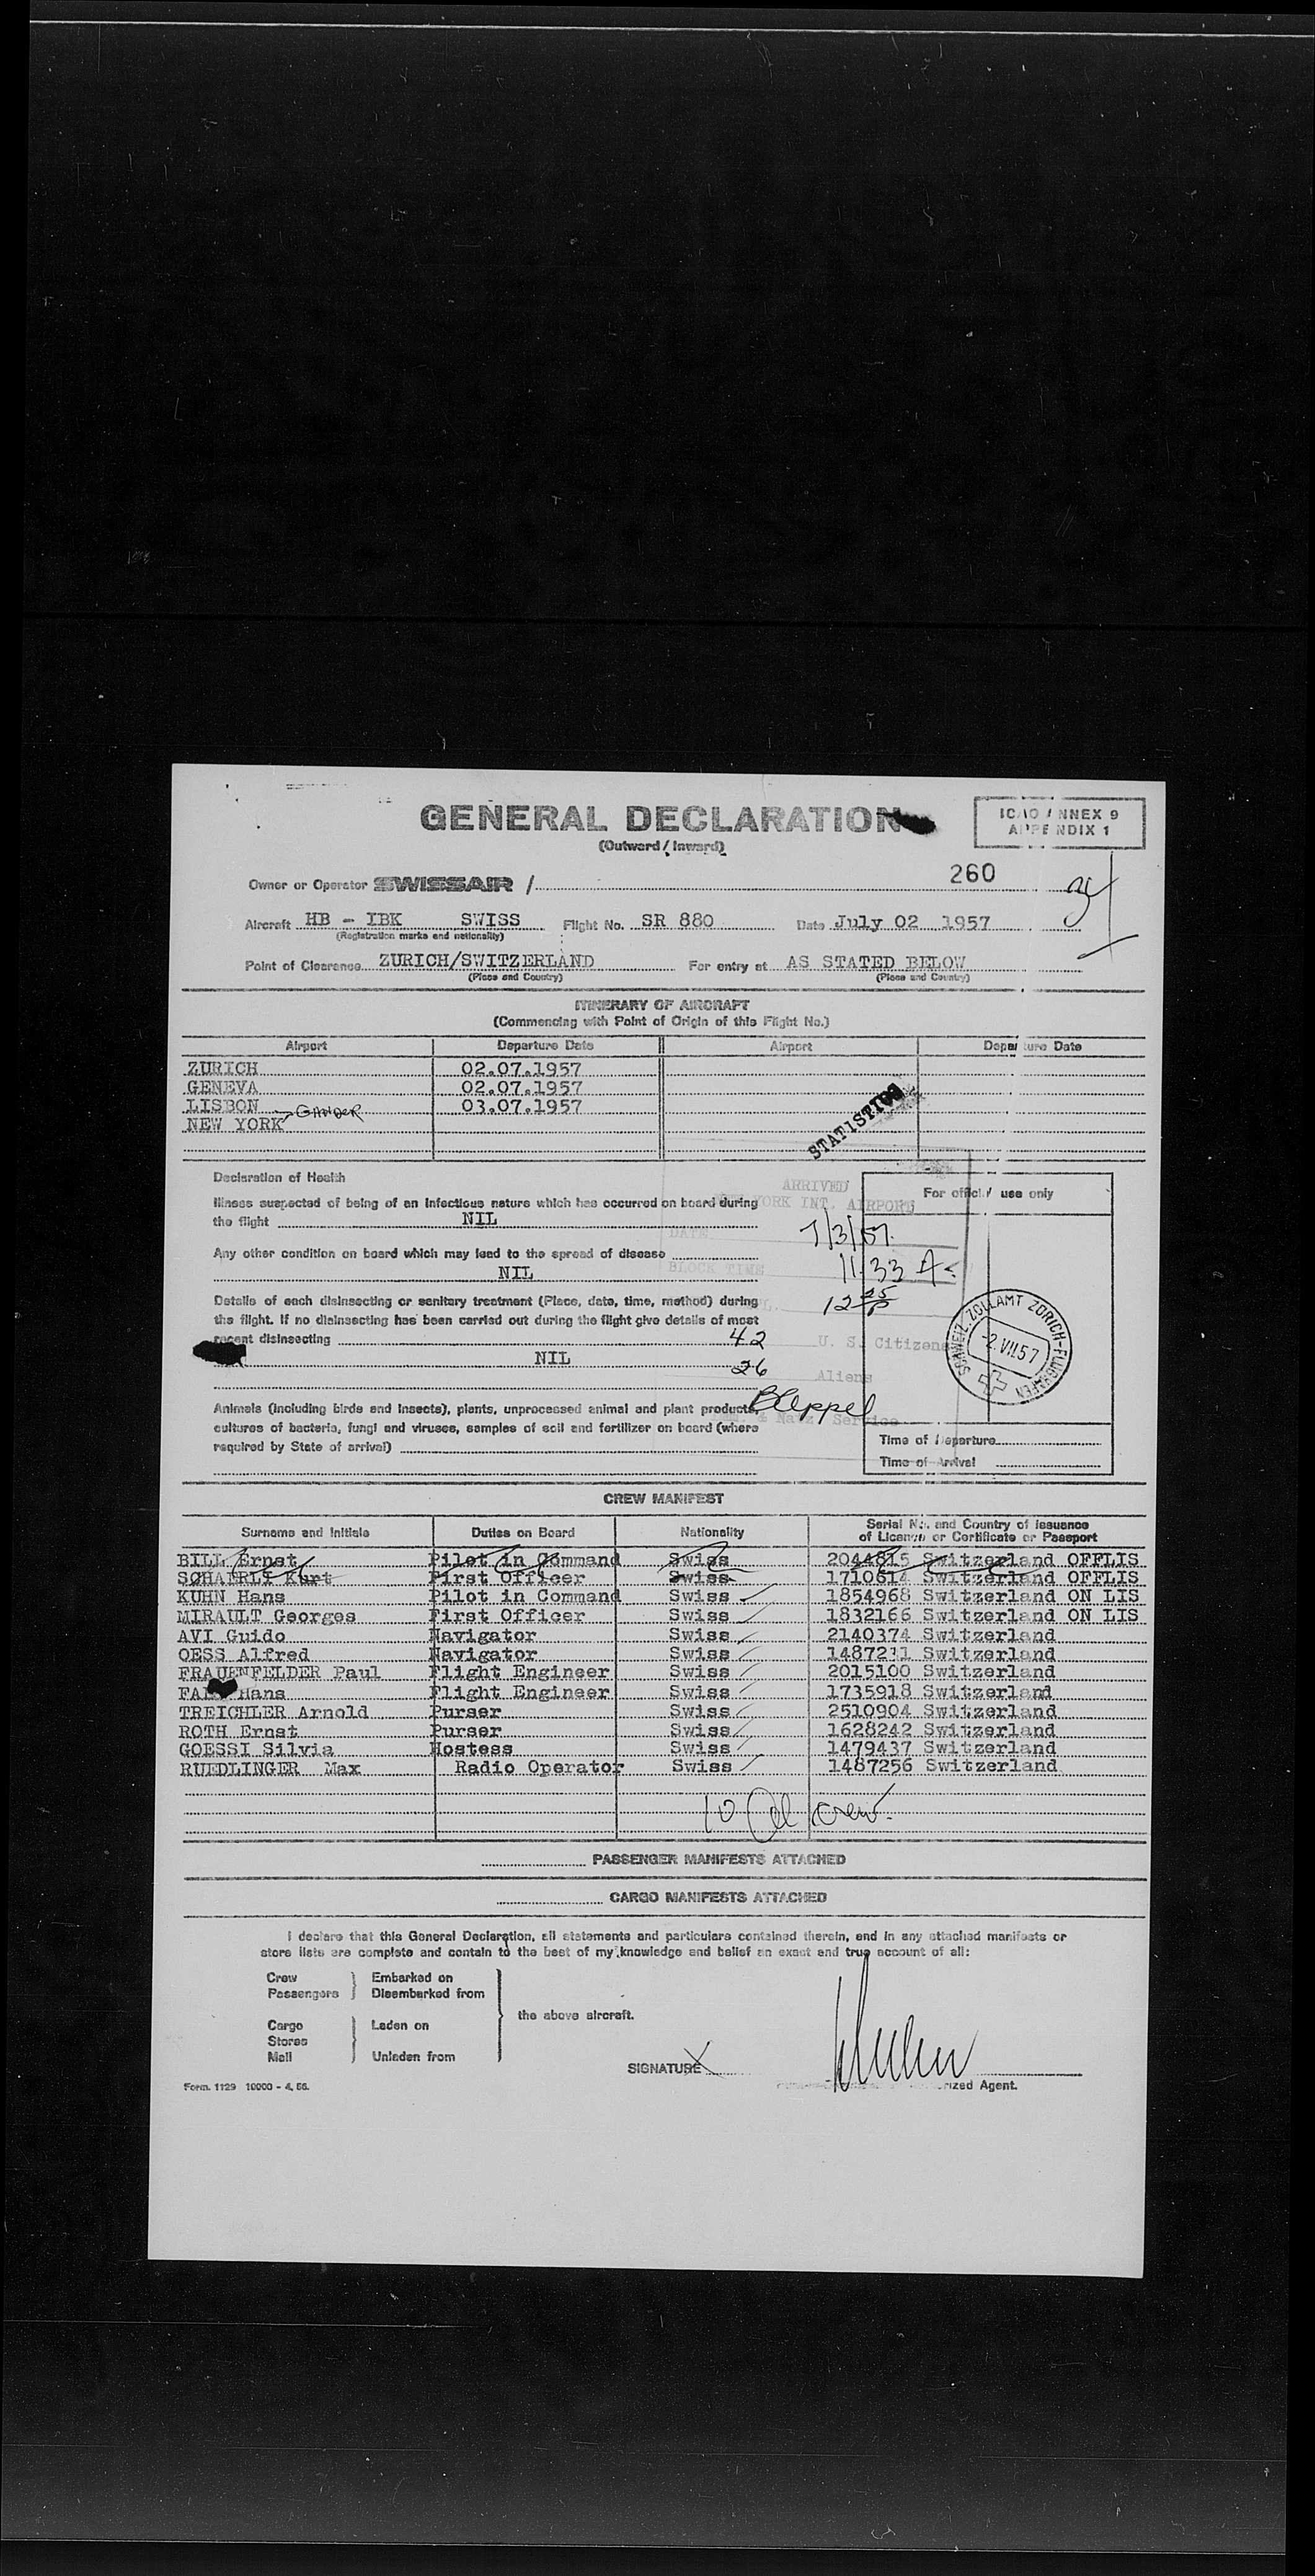 GENERAL DECLARATION
(Outward / Inward)
ICAO ANNEX 9
APPENDIX 1
260
Owner or Operator SWISSAIR /
Aircraft HB - IBK SWISS Flight No. SR 880 Date July 02 1957
(Registration marks and nationality)
Point of Clearance ZURICH/SWITZERLAND For entry at AS STATED BELOW
(Place and Country) (Place and Country)
ITINERARY OF AIRCRAFT
(Commencing with Point of Origin of this Flight No.)
Airport Departure Date Airport Departure Date
ZURICH 02.07.1957
GENEVA 02.07.1957
LISBON 03.07.1957
GANDER
NEW YORK
STATISTICS
Declaration of Health
Illness suspected of being of an infectious nature which has occurred on board during
the flight NIL
Any other condition on board which may lead to the spread of disease
NIL
Details of each disinsecting or sanitary treatment (Place, date, time, method) during
the flight. If no disinsecting has been carried out during the flight give details of most
recent disinsecting
NIL
Animals (including birds and insects), plants, unprocessed animal and plant products,
cultures of bacteria, fungi and viruses, samples of soil and fertilizer on board (where
required by State of arrival)
ARRIVED
YORK INT. AIRPORT
DATE 7/3/57.
BLOCK TIME 11.33 A
12 25 P
42 U. S. Citizens
26 Aliens
& Natz Service
For official use only
SCHWEIZ. ZOLLAMT ZÜRICH-FLUGHAFEN
-2.VII.57
Time of Departure
Time of Arrival
CREW MANIFEST
Surname and Initials Duties on Board Nationality Serial No. and Country of Issuance
of License or Certificate or Passport
BILL Ernst Pilot in Command Swiss 2044815 Switzerland OFFLIS
SCHAERLI Kurt First Officer Swiss 1710614 Switzerland OFFLIS
KUHN Hans Pilot in Command Swiss 1854968 Switzerland ON LIS
MIRAULT Georges First Officer Swiss 1832166 Switzerland ON LIS
AVI Guido Navigator Swiss 2140374 Switzerland
OESS Alfred Navigator Swiss 1487211 Switzerland
FRAUENFELDER Paul Flight Engineer Swiss 2015100 Switzerland
Hans Flight Engineer Swiss 1735918 Switzerland
TREICHLER Arnold Purser Swiss 2510904 Switzerland
ROTH Ernst Purser Swiss 1628242 Switzerland
GOESSI Silvia Hostess Swiss 1479437 Switzerland
RUEDLINGER Max Radio Operator Swiss 1487256 Switzerland
10 crew.
PASSENGER MANIFESTS ATTACHED
CARGO MANIFESTS ATTACHED
I declare that this General Declaration, all statements and particulars contained therein, and in any attached manifests or
store lists are complete and contain to the best of my knowledge and belief an exact and true account of all:
Crew Embarked on
Passengers Disembarked from
the above aircraft.
Cargo Laden on
Stores
Mail Unladen from
SIGNATURE X
Agent.
Form. 1129 10000 - 4. 56.